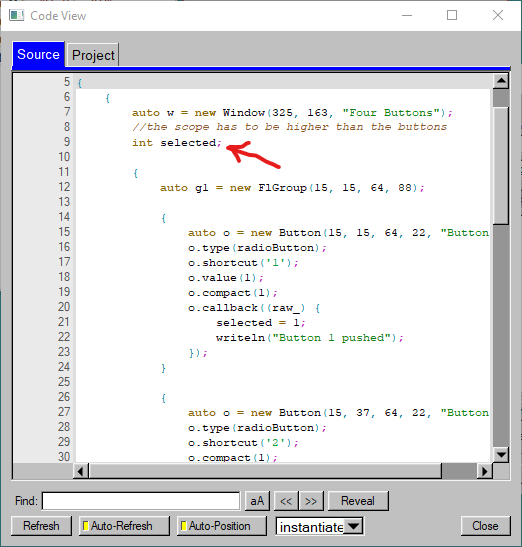 Code View
Source Project
5 {
6 {
7 auto w = new Window(325, 163, "Four Buttons");
8 //the scope has to be higher than the buttons
9 int selected;
10
11 {
12 auto g1 = new FlGroup(15, 15, 64, 88);
13
14 {
15 auto o = new Button(15, 15, 64, 22, "Button
16 o.type(radioButton);
17 o.shortcut('1');
18 o.value(1);
19 o.compact(1);
20 o.callback((raw_) {
21 selected = 1;
22 writeln("Button 1 pushed");
23 });
24 }
25
26 {
27 auto o = new Button(15, 37, 64, 22, "Button
28 o.type(radioButton);
29 o.shortcut('2');
30 o.compact(1);
Find: aA << >> Reveal
Refresh Auto-Refresh Auto-Position instantiate Close